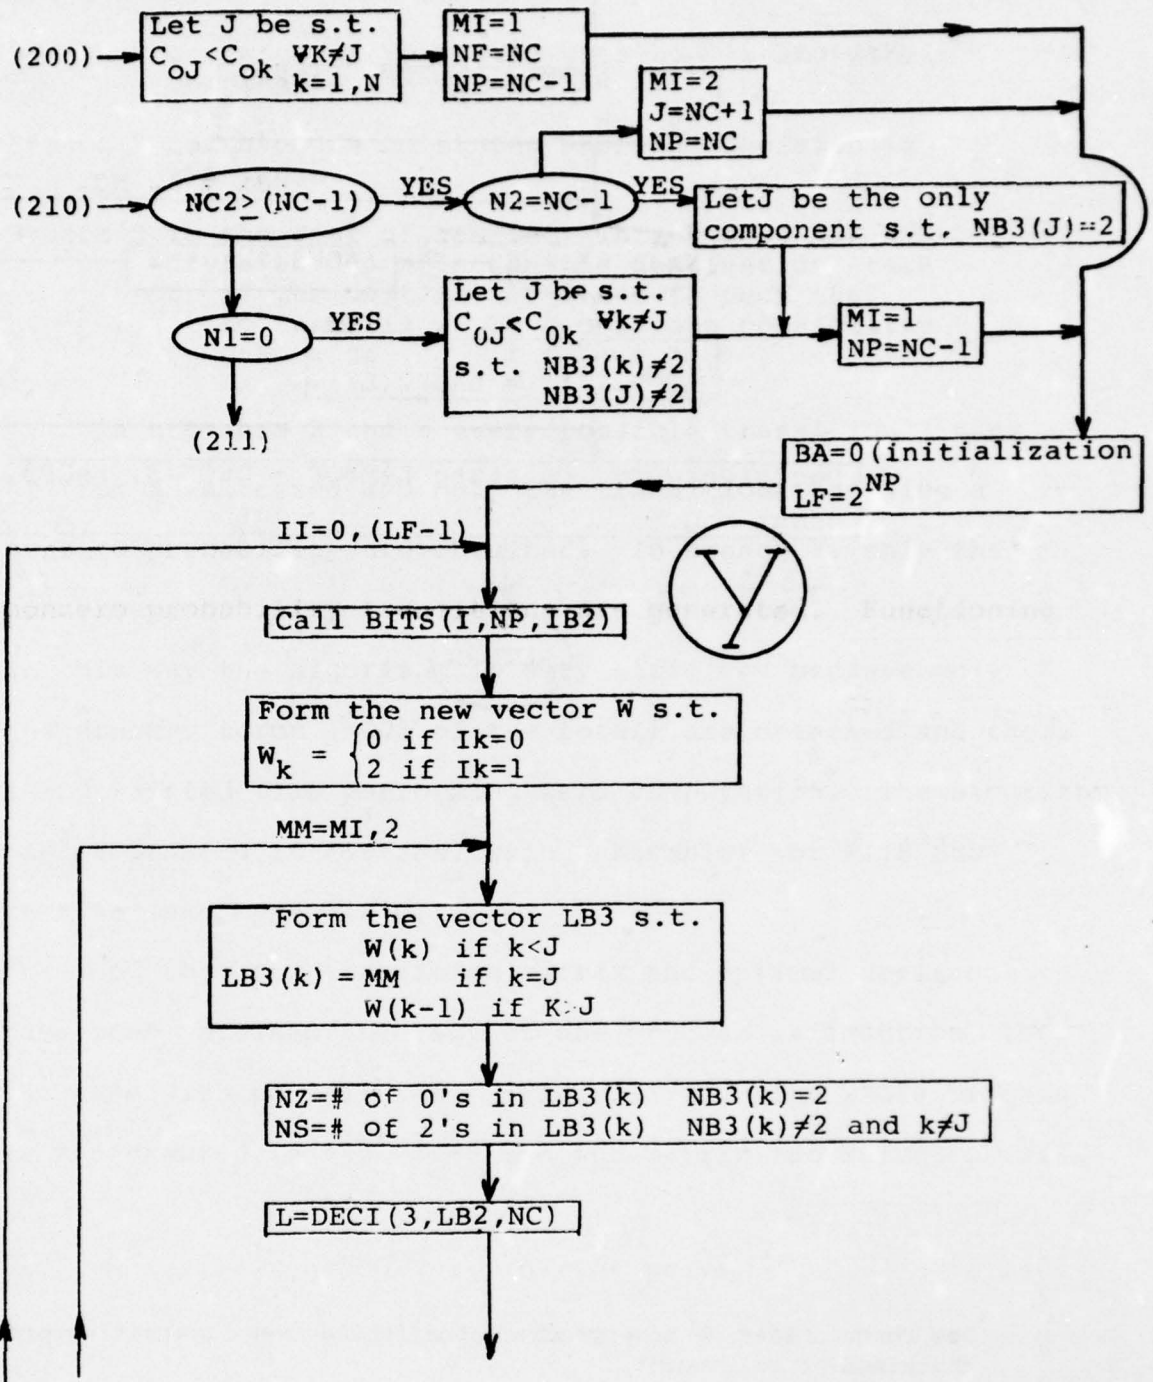 (200)
Let J be s.t.
CoJ<Cok ∀K≠J
k=1,N
MI=1
NF=NC
NP=NC-1
MI=2
J=NC+1
NP=NC
(210)
NC2≥(NC-1)
YES
N2=NC-1
YES
LetJ be the only
component s.t. NB3(J)=2
N1=0
YES
Let J be s.t.
C0J<C0k ∀k≠J
s.t. NB3(k)≠2
NB3(J)≠2
MI=1
NP=NC-1
(211)
BA=0(initialization
LF=2^NP
II=0,(LF-1)
Y
Call BITS(I,NP,IB2)
Form the new vector W s.t.
Wk = {0 if Ik=0
2 if Ik=1
MM=MI,2
Form the vector LB3 s.t.
W(k) if k<J
LB3(k) = MM if k=J
W(k-1) if K>J
NZ=# of 0's in LB3(k) NB3(k)=2
NS=# of 2's in LB3(k) NB3(k)≠2 and k≠J
L=DECI(3,LB2,NC)